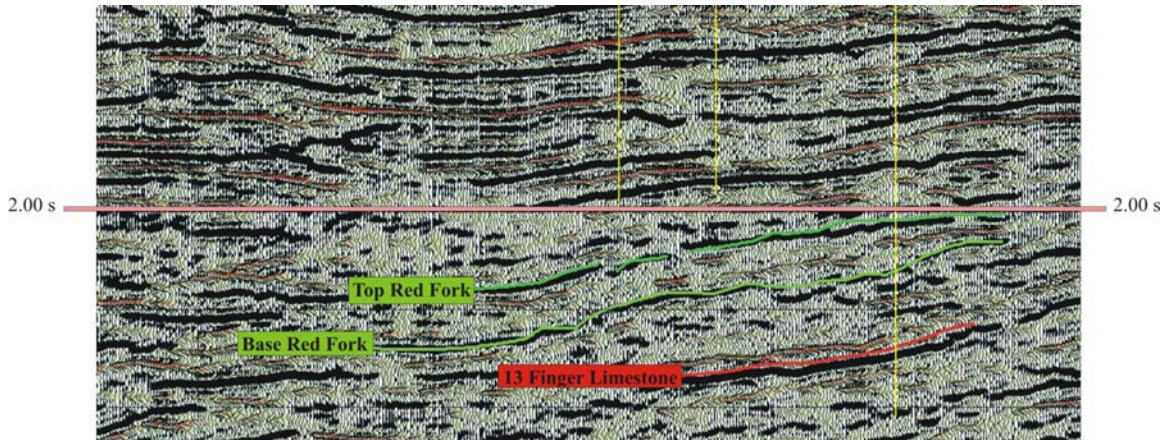 2.00 s 2.00 s
Top Red Fork
Base Red Fork
13 Finger Limestone